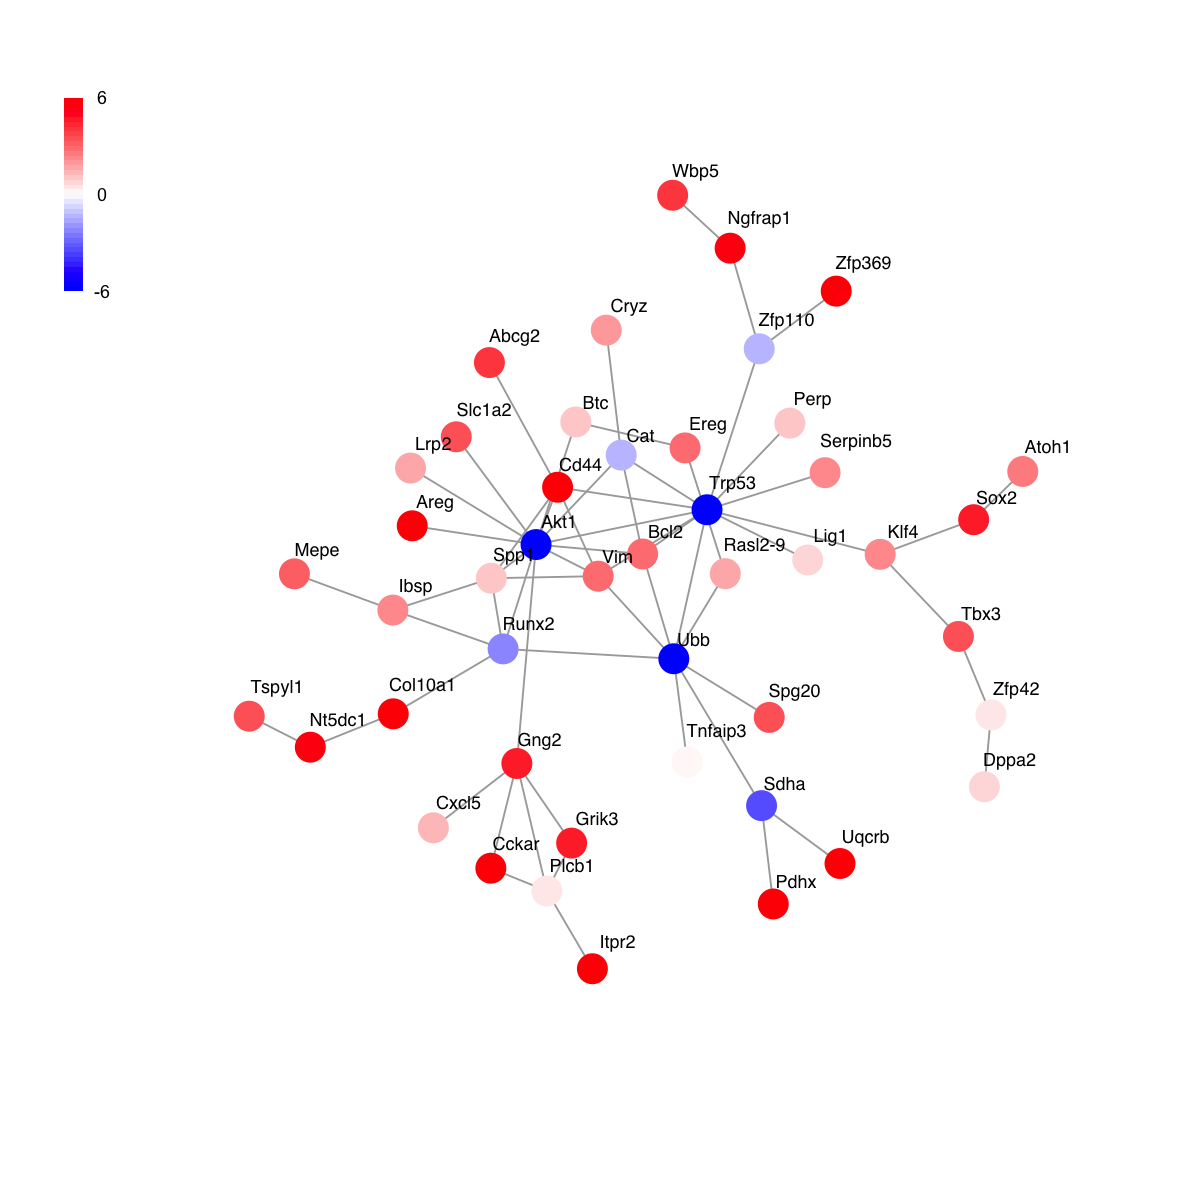 6
0
-6
Wbp5
Ngfrap1
Zfp369
Zfp110
Cryz
Abcg2
Btc
Perp
Slc1a2
Ereg
Cat
Lrp2
Serpinb5
Atoh1
Cd44
Trp53
Areg
Sox2
Akt1
Bcl2
Klf4
Lig1
Rasl2-9
Mepe
Spp1
Vim
Ibsp
Tbx3
Runx2
Ubb
Col10a1
Tspyl1
Spg20
Zfp42
Nt5dc1
Tnfaip3
Gng2
Dppa2
Sdha
Cxcl5
Grik3
Cckar
Uqcrb
Plcb1
Pdhx
Itpr2